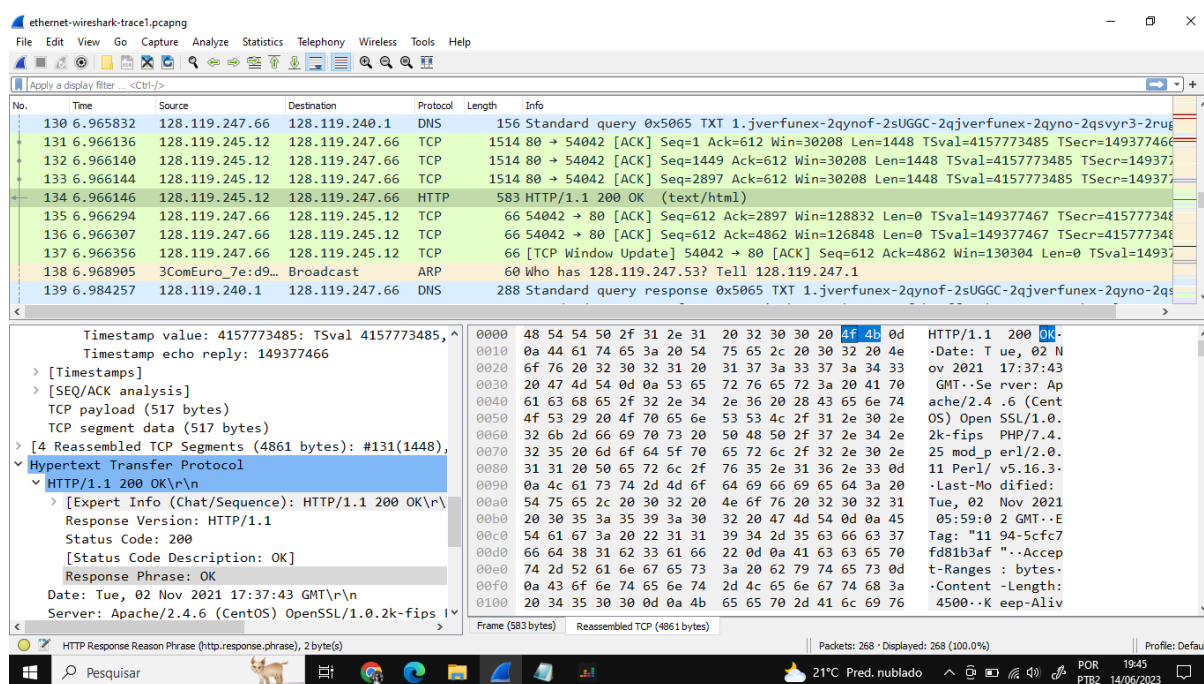 ethernet-wireshark-trace1.pcapng
File Edit View Go Capture Analyze Statistics Telephony Wireless Tools Help
Apply a display filter ... <Ctrl-/>
No. Time Source Destination Protocol Length Info
130 6.965832 128.119.247.66 128.119.240.1 DNS 156 Standard query 0x5065 TXT 1.jverfunex-2qynof-2sUGGC-2qjverfunex-2qyno-2qsvyr3-2rug
131 6.966136 128.119.245.12 128.119.247.66 TCP 1514 80 → 54042 [ACK] Seq=1 Ack=612 Win=30208 Len=1448 TSval=4157773485 TSecr=149377466
132 6.966140 128.119.245.12 128.119.247.66 TCP 1514 80 → 54042 [ACK] Seq=1449 Ack=612 Win=30208 Len=1448 TSval=4157773485 TSecr=14937
133 6.966144 128.119.245.12 128.119.247.66 TCP 1514 80 → 54042 [ACK] Seq=2897 Ack=612 Win=30208 Len=1448 TSval=4157773485 TSecr=14937
134 6.966146 128.119.245.12 128.119.247.66 HTTP 583 HTTP/1.1 200 OK (text/html)
135 6.966294 128.119.247.66 128.119.245.12 TCP 66 54042 → 80 [ACK] Seq=612 Ack=2897 Win=128832 Len=0 TSval=149377467 TSecr=415777348
136 6.966307 128.119.247.66 128.119.245.12 TCP 66 54042 → 80 [ACK] Seq=612 Ack=4862 Win=126848 Len=0 TSval=149377467 TSecr=415777348
137 6.966356 128.119.247.66 128.119.245.12 TCP 66 [TCP Window Update] 54042 → 80 [ACK] Seq=612 Ack=4862 Win=130304 Len=0 TSval=14937
138 6.968905 3ComEuro_7e:d9… Broadcast ARP 60 Who has 128.119.247.53? Tell 128.119.247.1
139 6.984257 128.119.240.1 128.119.247.66 DNS 288 Standard query response 0x5065 TXT 1.jverfunex-2qynof-2sUGGC-2qjverfunex-2qyno-2qs
Timestamp value: 4157773485: TSval 4157773485,
Timestamp echo reply: 149377466
[Timestamps]
[SEQ/ACK analysis]
TCP payload (517 bytes)
TCP segment data (517 bytes)
[4 Reassembled TCP Segments (4861 bytes): #131(1448),
Hypertext Transfer Protocol
HTTP/1.1 200 OK\r\n
[Expert Info (Chat/Sequence): HTTP/1.1 200 OK\r\
Response Version: HTTP/1.1
Status Code: 200
[Status Code Description: OK]
Response Phrase: OK
Date: Tue, 02 Nov 2021 17:37:43 GMT\r\n
Server: Apache/2.4.6 (CentOS) OpenSSL/1.0.2k-fips
0000 48 54 54 50 2f 31 2e 31 20 32 30 30 20 4f 4b 0d HTTP/1.1 200 OK·
0010 0a 44 61 74 65 3a 20 54 75 65 2c 20 30 32 20 4e ·Date: T ue, 02 N
0020 6f 76 20 32 30 32 31 20 31 37 3a 33 37 3a 34 33 ov 2021 17:37:43
0030 20 47 4d 54 0d 0a 53 65 72 76 65 72 3a 20 41 70 GMT··Se rver: Ap
0040 61 63 68 65 2f 32 2e 34 2e 36 20 28 43 65 6e 74 ache/2.4 .6 (Cent
0050 4f 53 29 20 4f 70 65 6e 53 53 4c 2f 31 2e 30 2e OS) Open SSL/1.0.
0060 32 6b 2d 66 69 70 73 20 50 48 50 2f 37 2e 34 2e 2k-fips PHP/7.4.
0070 32 35 20 6d 6f 64 5f 70 65 72 6c 2f 32 2e 30 2e 25 mod_p erl/2.0.
0080 31 31 20 50 65 72 6c 2f 76 35 2e 31 36 2e 33 0d 11 Perl/ v5.16.3·
0090 0a 4c 61 73 74 2d 4d 6f 64 69 66 69 65 64 3a 20 ·Last-Mo dified:
00a0 54 75 65 2c 20 30 32 20 4e 6f 76 20 32 30 32 31 Tue, 02 Nov 2021
00b0 20 30 35 3a 35 39 3a 30 32 20 47 4d 54 0d 0a 45 05:59:0 2 GMT··E
00c0 54 61 67 3a 20 22 31 31 39 34 2d 35 63 66 63 37 Tag: "11 94-5cfc7
00d0 66 64 38 31 62 33 61 66 22 0d 0a 41 63 63 65 70 fd81b3af "··Accep
00e0 74 2d 52 61 6e 67 65 73 3a 20 62 79 74 65 73 0d t-Ranges : bytes·
00f0 0a 43 6f 6e 74 65 6e 74 2d 4c 65 6e 67 74 68 3a ·Content -Length:
0100 20 34 35 30 30 0d 0a 4b 65 65 70 2d 41 6c 69 76 4500··K eep-Aliv
Frame (583 bytes) Reassembled TCP (4861 bytes)
HTTP Response Reason Phrase (http.response.phrase), 2 byte(s) Packets: 268 · Displayed: 268 (100.0%) Profile: Defau
Pesquisar 21°C Pred. nublado POR PTB2 19:45 14/06/2023